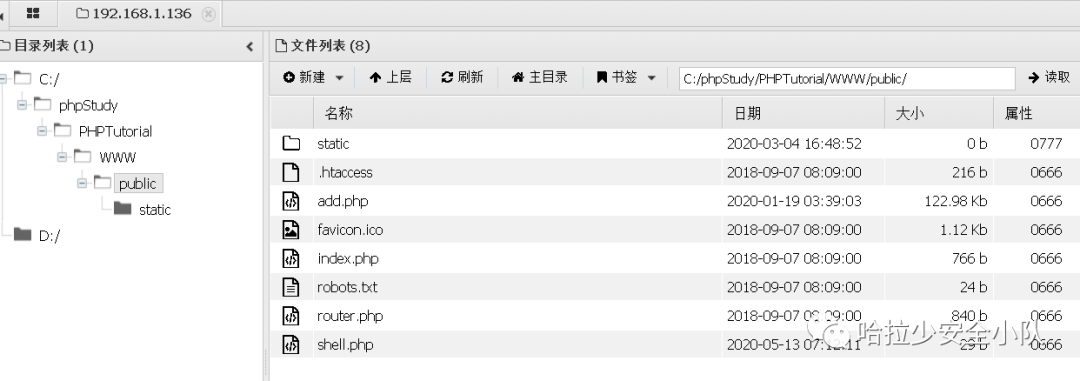 192.168.1.136
目录列表 (1)
C:/
phpStudy
PHPTutorial
WWW
public
static
D:/
文件列表 (8)
新建 上层 刷新 主目录 书签 C:/phpStudy/PHPTutorial/WWW/public/ 读取
名称 日期 大小 属性
static 2020-03-04 16:48:52 0 b 0777
.htaccess 2018-09-07 08:09:00 216 b 0666
add.php 2020-01-19 03:39:03 122.98 Kb 0666
favicon.ico 2018-09-07 08:09:00 1.12 Kb 0666
index.php 2018-09-07 08:09:00 766 b 0666
robots.txt 2018-09-07 08:09:00 24 b 0666
router.php 2018-09-07 08:09:00 840 b 0666
shell.php 2020-05-13 07:12:11 29 b 0666
哈拉少安全小队